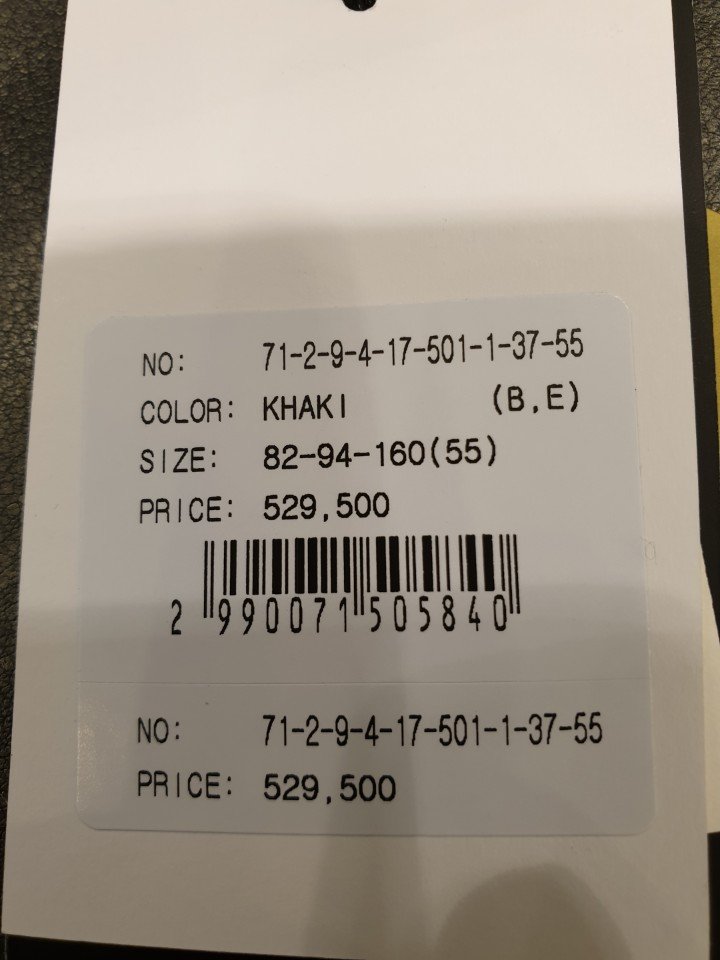 NO: 71-2-9-4-17-501-1-37-55
COLOR: KHAKI (B,E)
SIZE: 82-94-160(55)
PRICE: 529,500
2 990071 505840
NO: 71-2-9-4-17-501-1-37-55
PRICE: 529,500